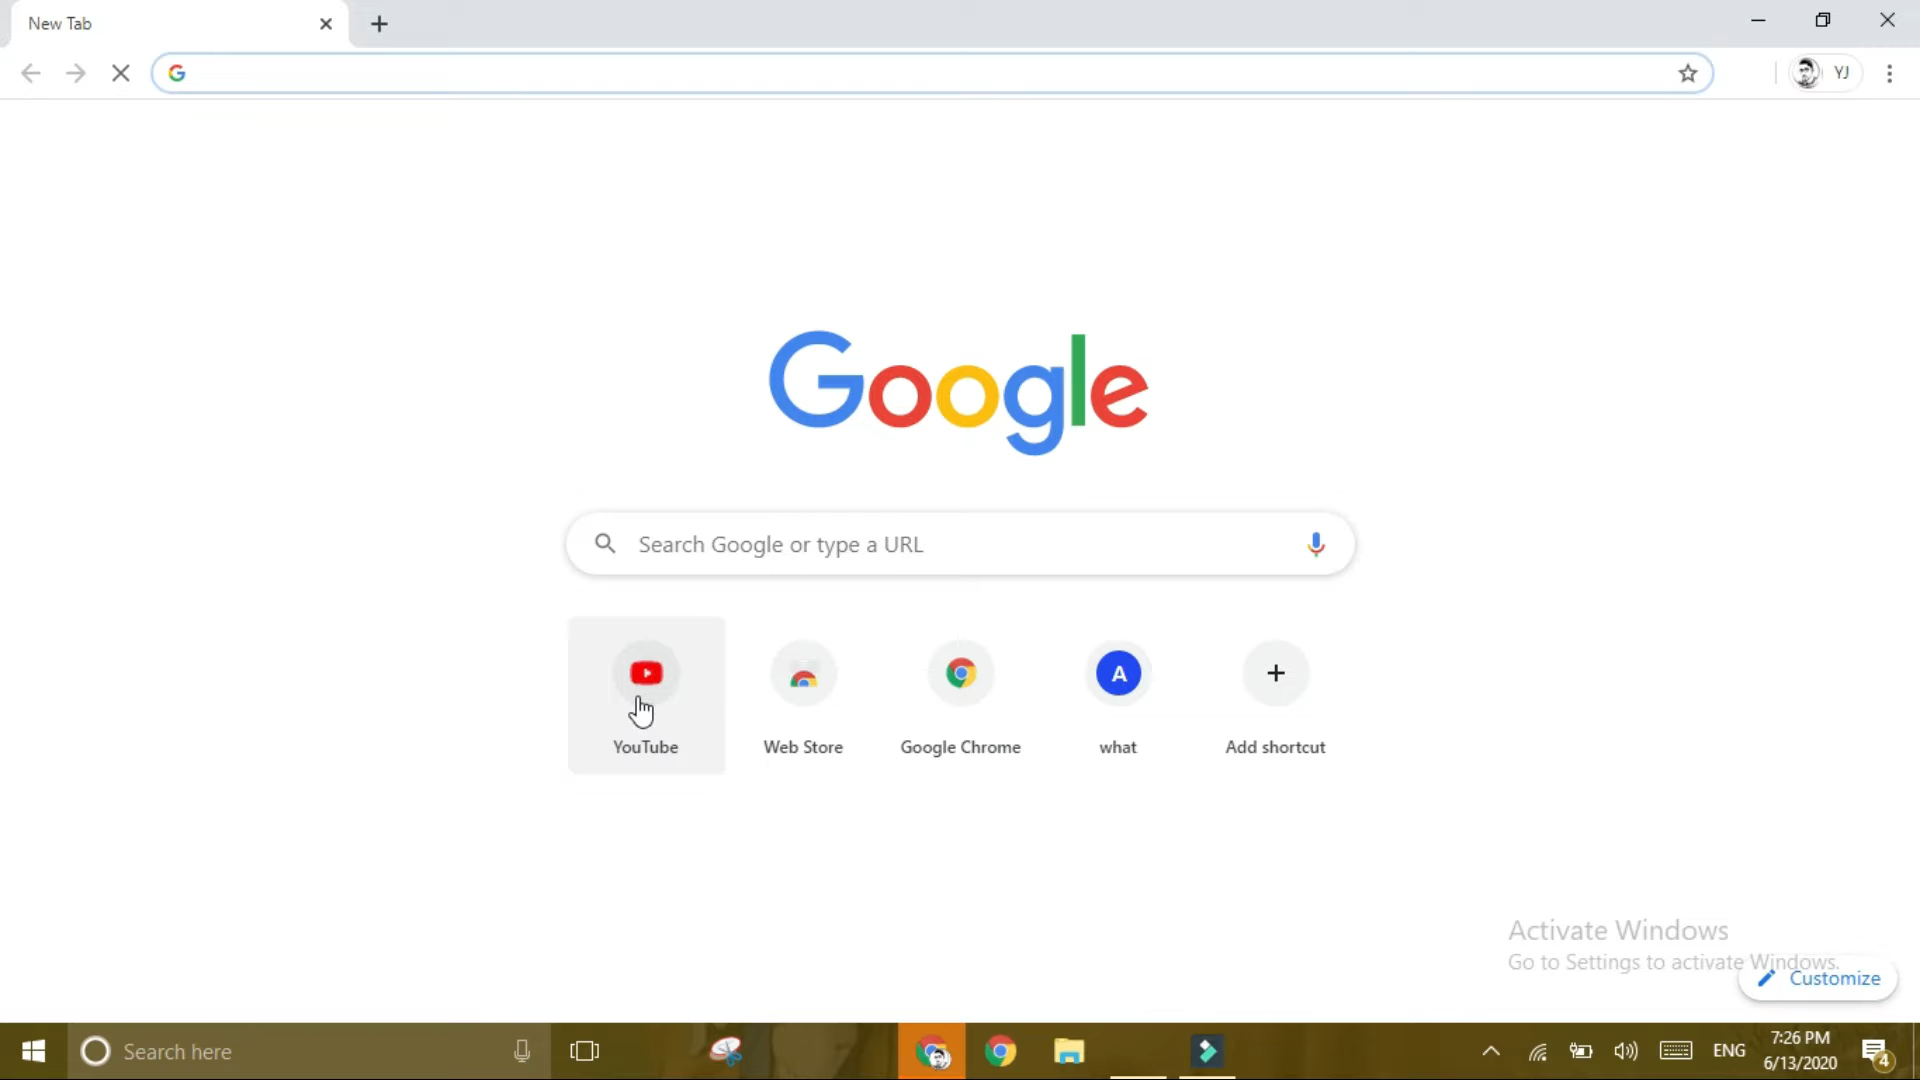 New Tab
YJ
Google
Search Google or type a URL
YouTube
Web Store
Google Chrome
A
what
Add shortcut
Activate Windows
Go to Settings to activate Windows.
Customize
Search here
ENG
7:26 PM
6/13/2020
4